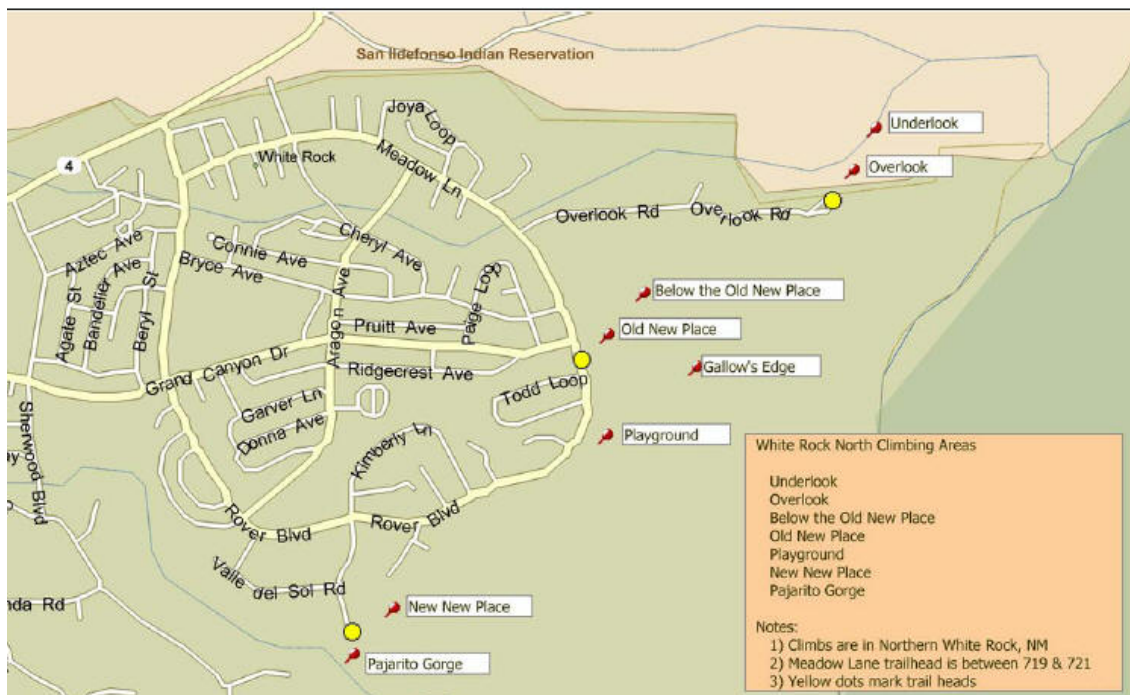 San Ildefonso Indian Reservation
Joya Loop
Underlook
4
White Rock
Meadow Ln
Overlook
Overlook Rd
Overlook Rd
Aztec Ave
Connie Ave
Cheryl Ave
Bryce Ave
Bandelier Ave
Agate St
Beryl St
Aragon Ave
Paige Loop
Below the Old New Place
Pruitt Ave
Old New Place
Grand Canyon Dr
Ridgecrest Ave
Gallow's Edge
Todd Loop
Garver Ln
Donna Ave
Sherwood Blvd
Kimberly Ln
Playground
Rover Blvd
Rover Blvd
Valle del Sol Rd
nda Rd
New New Place
Pajarito Gorge
White Rock North Climbing Areas
Underlook
Overlook
Below the Old New Place
Old New Place
Playground
New New Place
Pajarito Gorge
Notes:
1) Climbs are in Northern White Rock, NM
2) Meadow Lane trailhead is between 719 & 721
3) Yellow dots mark trail heads